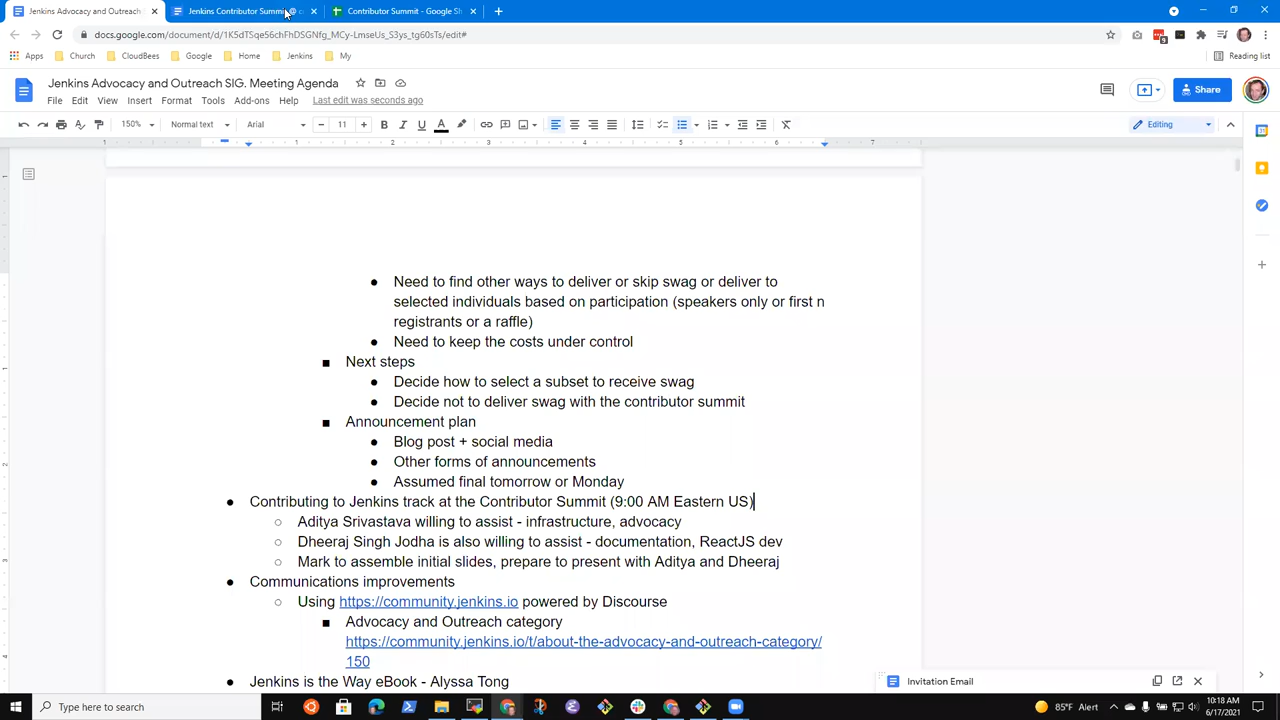 Jenkins Advocacy and Outreach
Jenkins Contributor Summit @ c
Contributor Summit - Google Sh
docs.google.com/document/d/1K5dTSqe56chFhDSGNfg_MCy-LmseUs_S3ys_tg60sTs/edit#
Apps
Church
CloudBees
Google
Home
Jenkins
My
Reading list
Jenkins Advocacy and Outreach SIG. Meeting Agenda
File
Edit
View
Insert
Format
Tools
Add-ons
Help
Last edit was seconds ago
Share
150%
Normal text
Arial
11
Editing
1
1
2
3
4
5
6
7
Need to find other ways to deliver or skip swag or deliver to
selected individuals based on participation (speakers only or first n
registrants or a raffle)
Need to keep the costs under control
Next steps
Decide how to select a subset to receive swag
Decide not to deliver swag with the contributor summit
Announcement plan
Blog post + social media
Other forms of announcements
Assumed final tomorrow or Monday
Contributing to Jenkins track at the Contributor Summit (9:00 AM Eastern US)
Aditya Srivastava willing to assist - infrastructure, advocacy
Dheeraj Singh Jodha is also willing to assist - documentation, ReactJS dev
Mark to assemble initial slides, prepare to present with Aditya and Dheeraj
Communications improvements
Using https://community.jenkins.io powered by Discourse
Advocacy and Outreach category
https://community.jenkins.io/t/about-the-advocacy-and-outreach-category/
150
Jenkins is the Way eBook - Alyssa Tong
Invitation Email
Type here to search
85°F Alert
10:18 AM
6/17/2021